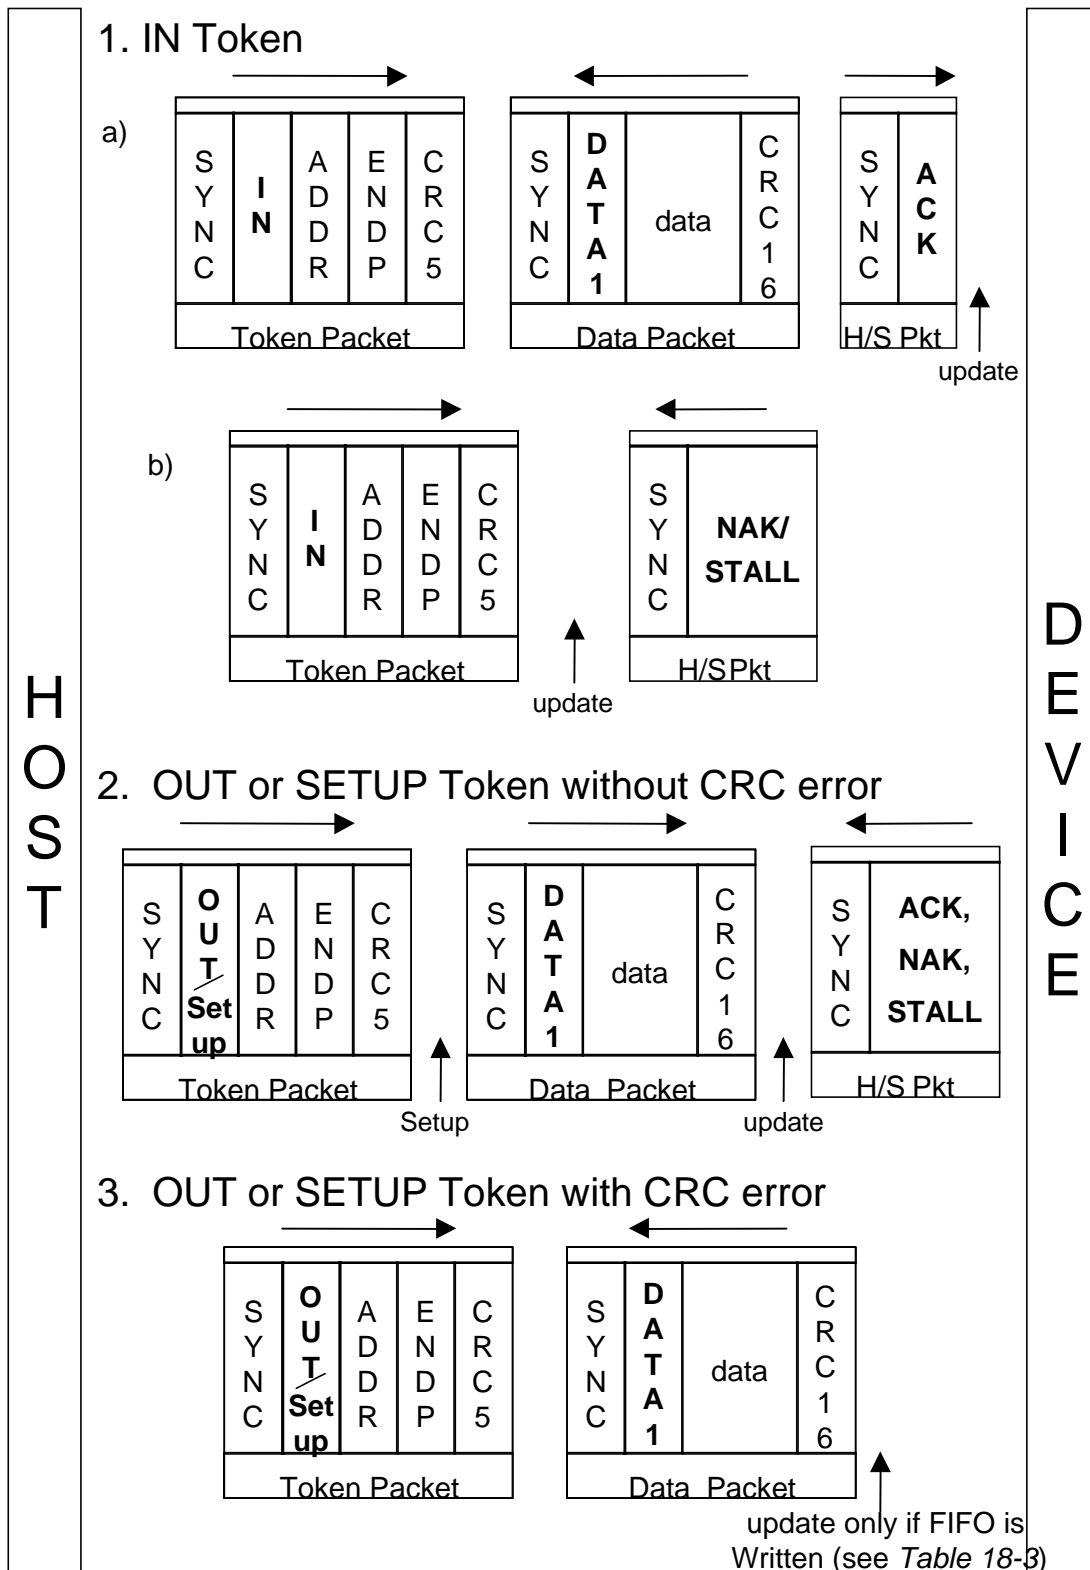 HOST
DEVICE
1. IN Token
a)
SYNC IN ADDR ENDP CRC5
Token Packet
SYNC DATA1 data CRC16
Data Packet
SYNC ACK
H/S Pkt
update
b)
SYNC IN ADDR ENDP CRC5
Token Packet
update
SYNC NAK/
STALL
H/S Pkt
2. OUT or SETUP Token without CRC error
SYNC OUT/Set up ADDR ENDP CRC5
Token Packet
Setup
SYNC DATA1 data CRC16
Data Packet
update
SYNC ACK,
NAK,
STALL
H/S Pkt
3. OUT or SETUP Token with CRC error
SYNC OUT/Set up ADDR ENDP CRC5
Token Packet
SYNC DATA1 data CRC16
Data Packet
update only if FIFO is
Written (see Table 18-3)